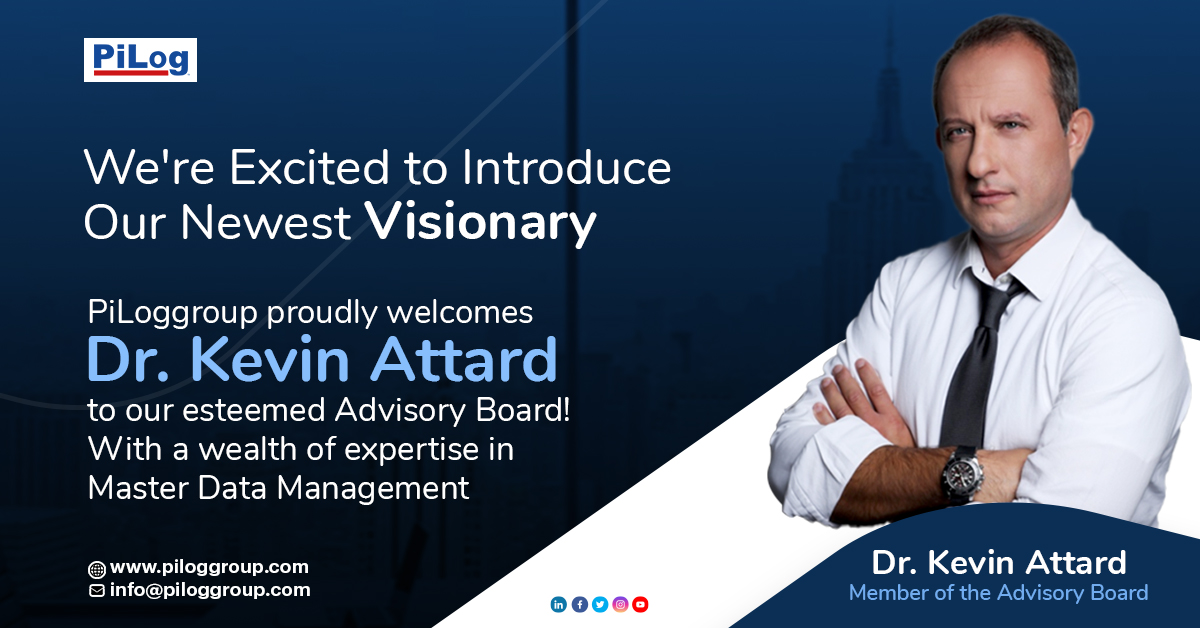 PiLog
We're Excited to Introduce
Our Newest Visionary
PiLoggroup proudly welcomes
Dr. Kevin Attard
to our esteemed Advisory Board!
With a wealth of expertise in
Master Data Management
www.piloggroup.com
info@piloggroup.com
Dr. Kevin Attard
Member of the Advisory Board